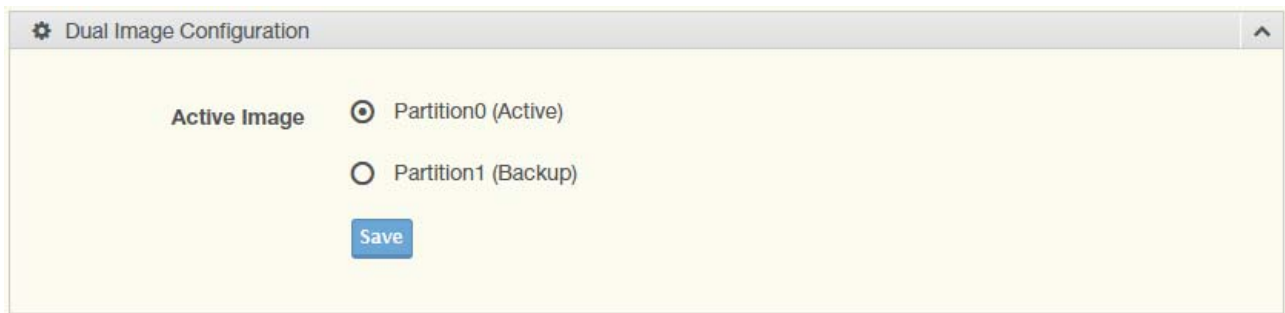 Dual Image Configuration
Active Image
Partition0 (Active)
Partition1 (Backup)
Save